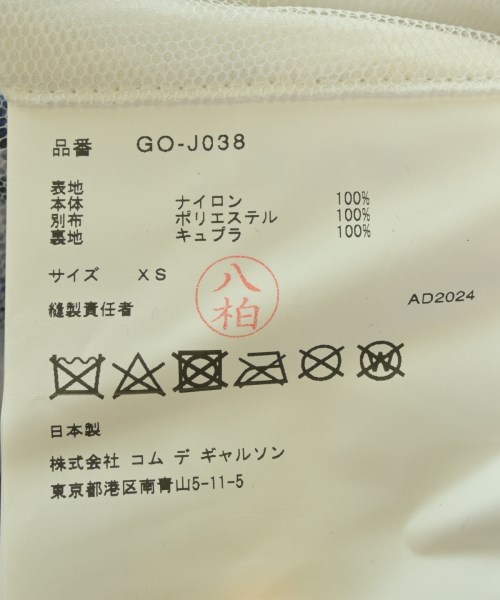 品番 GO-J038
表地
本体 ナイロン 100%
別布 ポリエステル 100%
裏地 キュプラ 100%
サイズ XS
縫製責任者 八柏
AD2024
W
日本製
株式会社 コム デ ギャルソン
東京都港区南青山5-11-5